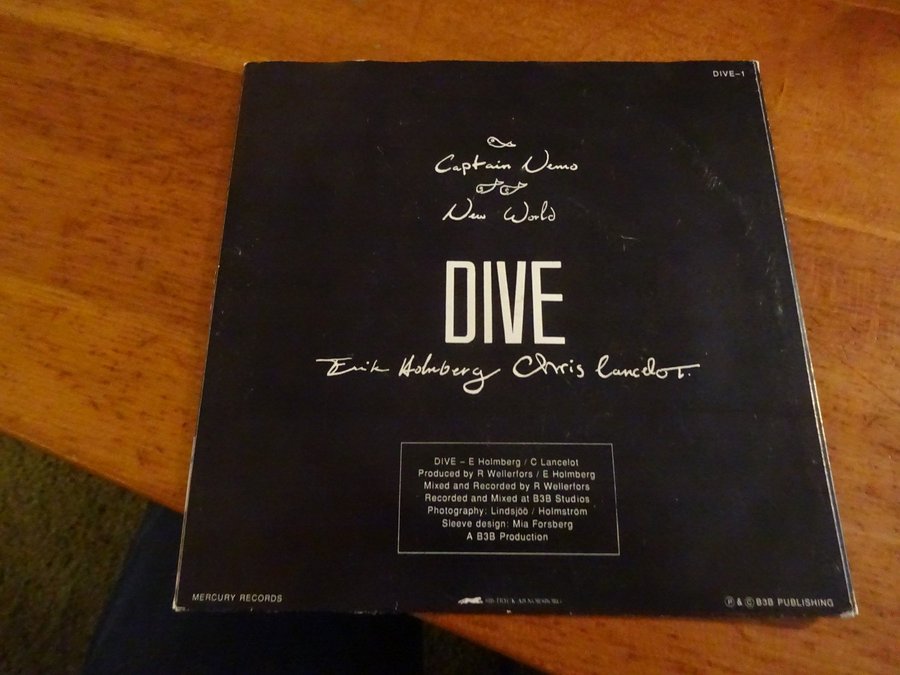 DIVE-1
Captain Nemo
New World
DIVE
Erik Holmberg Chris Lancelot.
DIVE – E Holmberg / C Lancelot
Produced by R Wellerfors / E Holmberg
Mixed and Recorded by R Wellerfors
Recorded and Mixed at B3B Studios
Photography: Lindsjöö / Holmström
Sleeve design: Mia Forsberg
A B3B Production
MERCURY RECORDS
Ⓟ & © B3B PUBLISHING